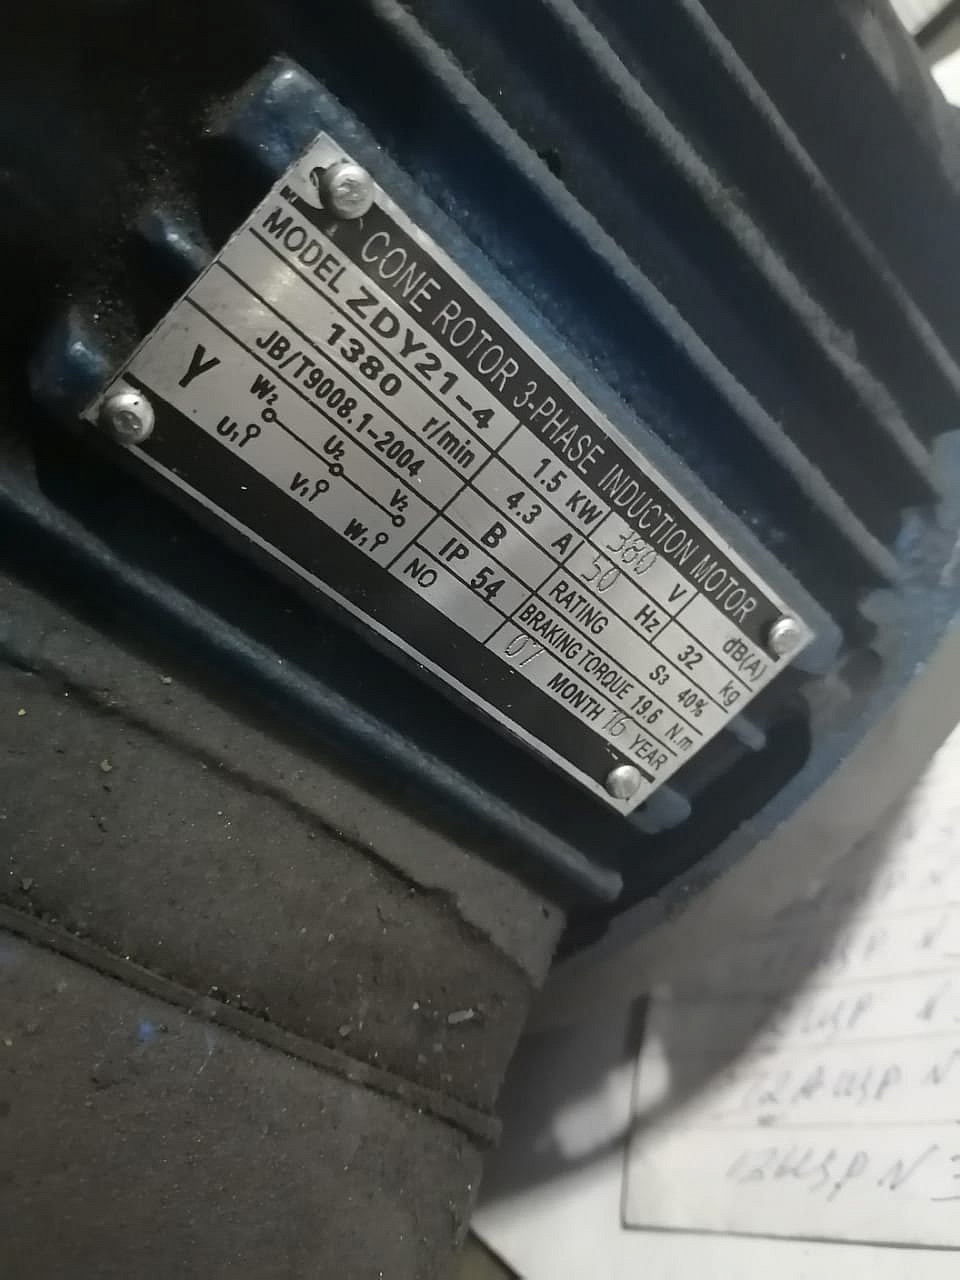 CONE ROTOR 3-PHASE INDUCTION MOTOR
MODEL ZDY21-4 1.5 KW 380 V dB(A)
1380 r/min 4.3 A 50 Hz 32 kg
JB/T9008.1-2004 B RATING S3 40%
Y W2 U2 V2 IP 54 BRAKING TORQUE 19.6 N.m
U1 V1 W1 NO 07 MONTH 16 YEAR